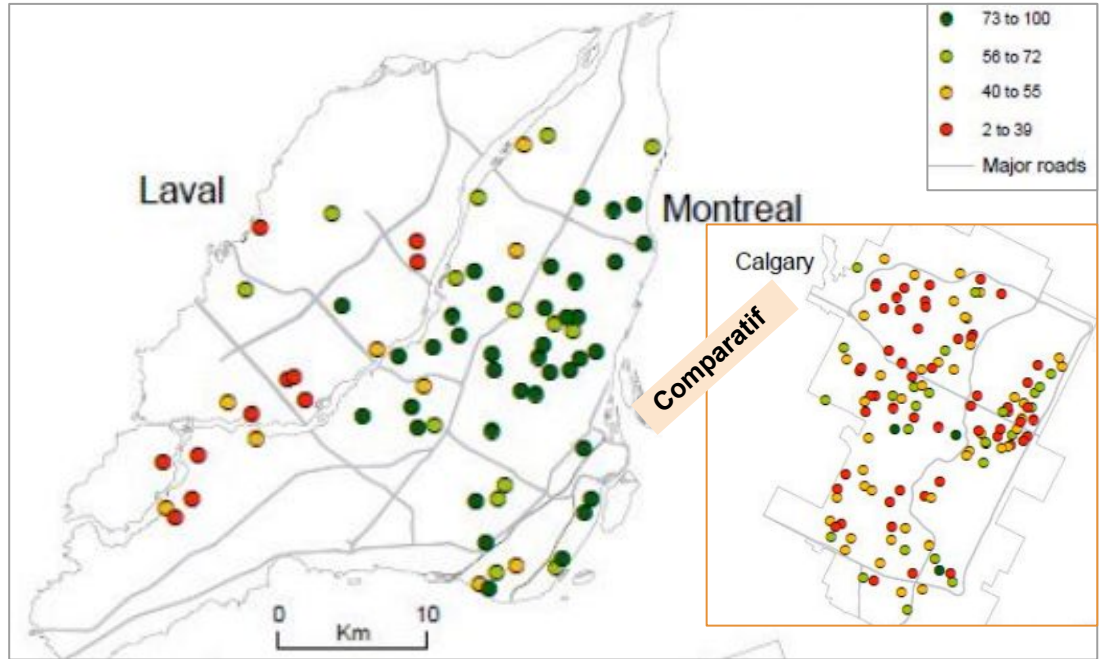 73 to 100
56 to 72
40 to 55
2 to 39
Major roads
Laval
Montreal
Calgary
Comparatif
0 10
Km